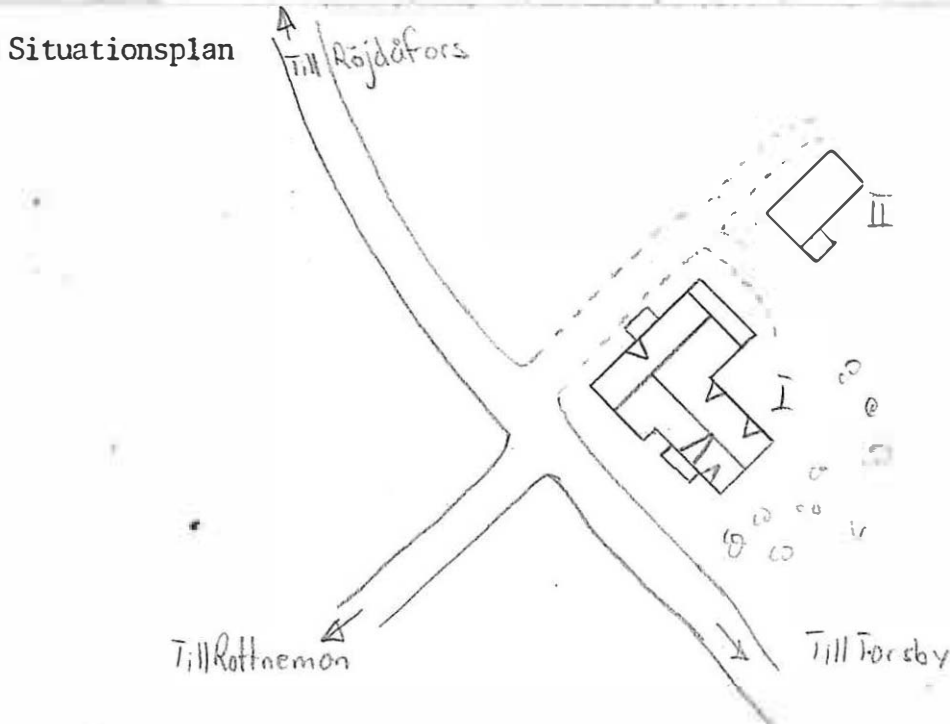 Situationsplan
Till Röjdåfors
II
I
Till Rottnemon
Till Torsby